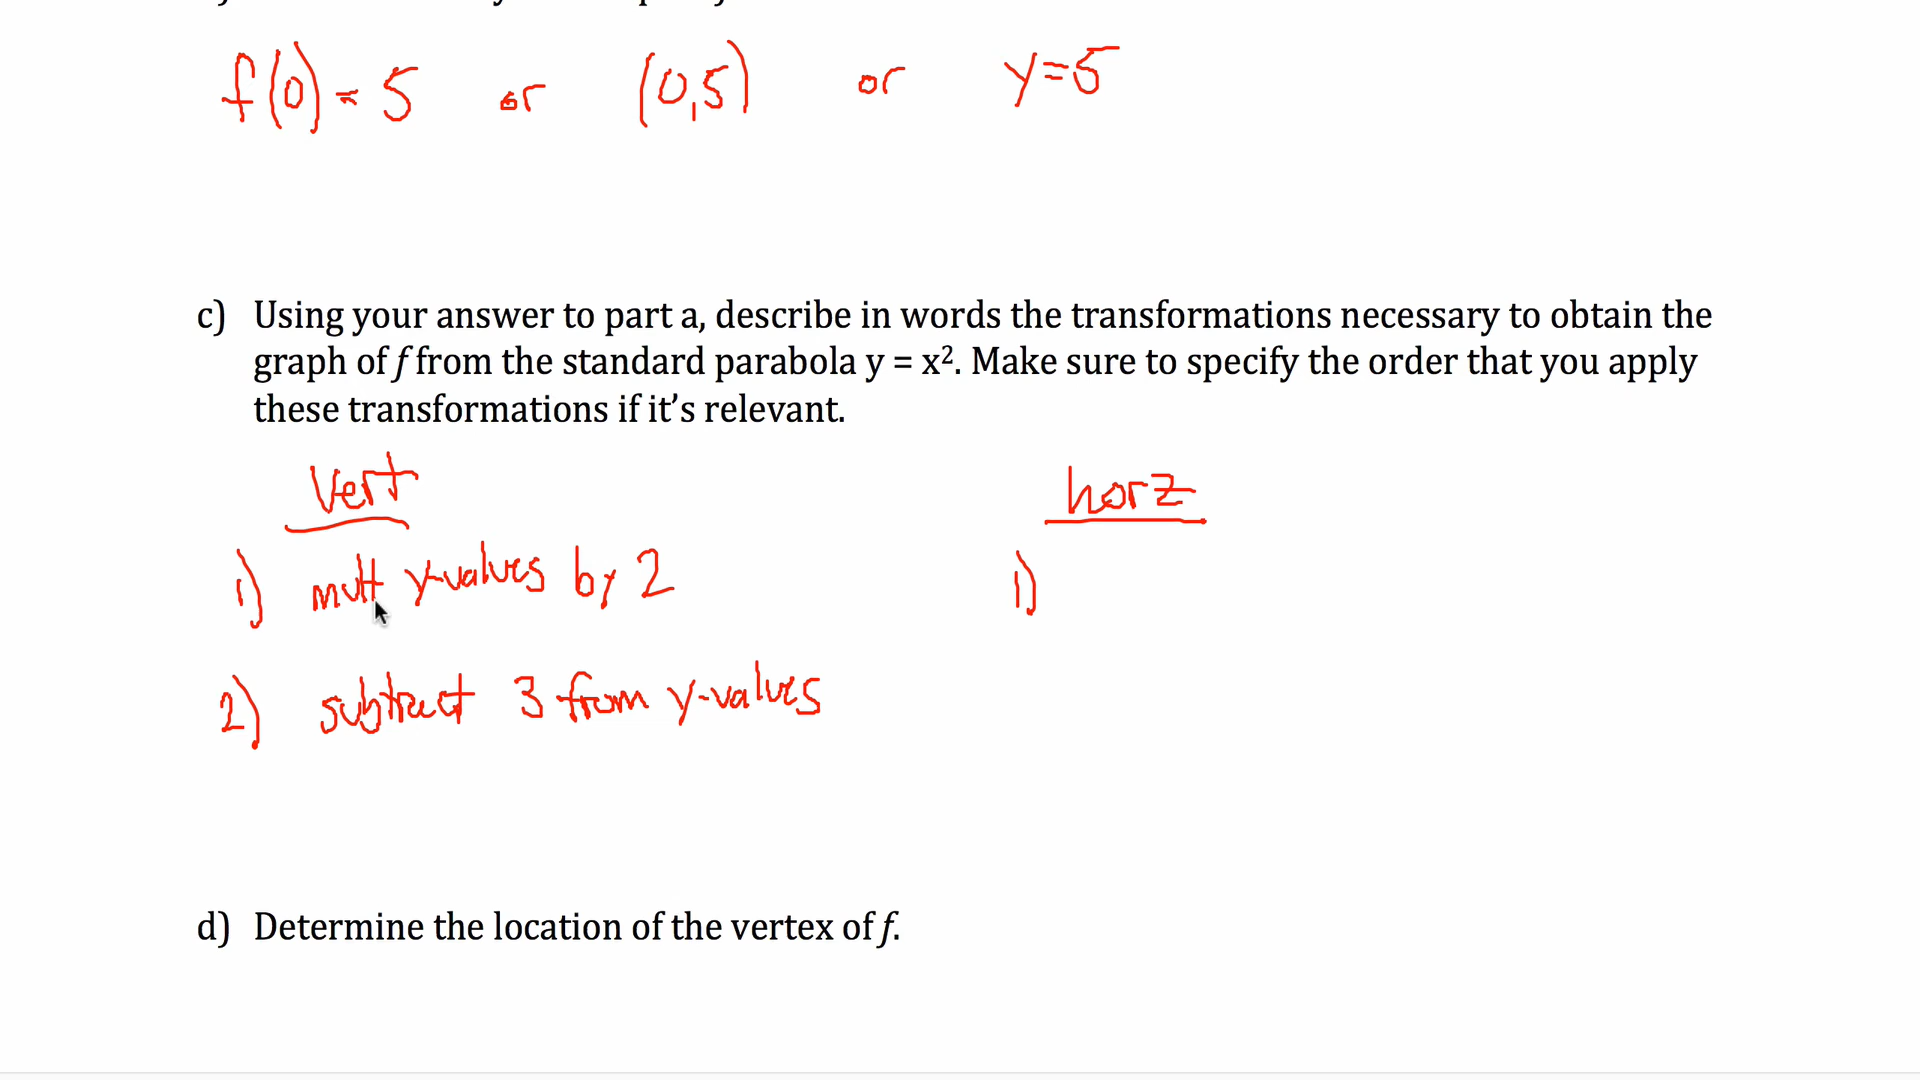 f(0) = 5 or (0,5) or y=5
c) Using your answer to part a, describe in words the transformations necessary to obtain the
graph of f from the standard parabola y = x². Make sure to specify the order that you apply
these transformations if it's relevant.
Vert horz
1) mult y-values by 2 1)
2) subtract 3 from y-values
d) Determine the location of the vertex of f.